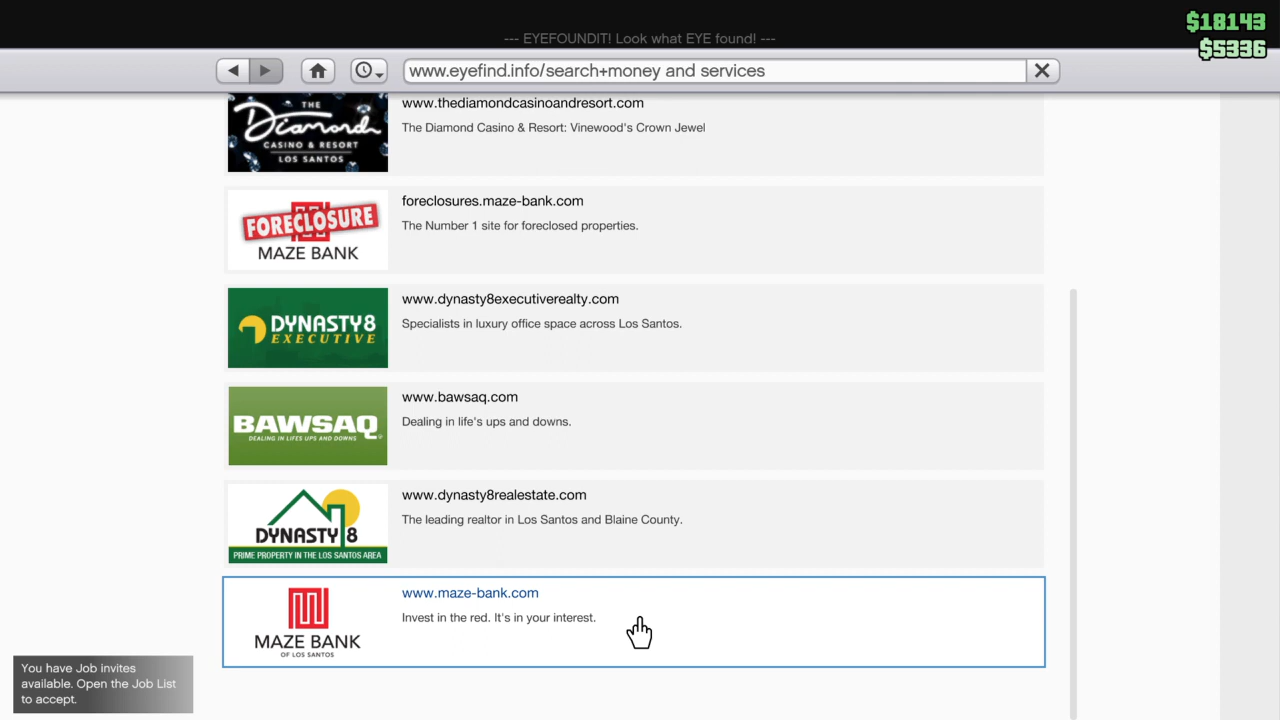 $18143
--- EYEFOUNDIT! Look what EYE found! ---
$5336
www.eyefind.info/search+money and services
THE
Diamond
CASINO & RESORT
LOS SANTOS
www.thediamondcasinoandresort.com
The Diamond Casino & Resort: Vinewood's Crown Jewel
FORECLOSURE
MAZE BANK
foreclosures.maze-bank.com
The Number 1 site for foreclosed properties.
DYNASTY8
EXECUTIVE
www.dynasty8executiverealty.com
Specialists in luxury office space across Los Santos.
BAWSAQ
DEALING IN LIFES UPS AND DOWNS
www.bawsaq.com
Dealing in life's ups and downs.
DYNASTY 8
PRIME PROPERTY IN THE LOS SANTOS AREA
www.dynasty8realestate.com
The leading realtor in Los Santos and Blaine County.
MAZE BANK
OF LOS SANTOS
www.maze-bank.com
Invest in the red. It's in your interest.
You have Job invites
available. Open the Job List
to accept.